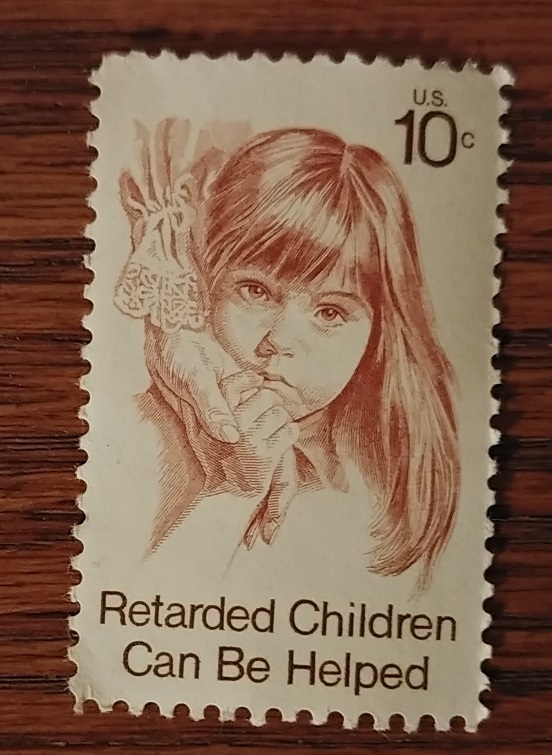 U.S.
10c
Retarded Children
Can Be Helped